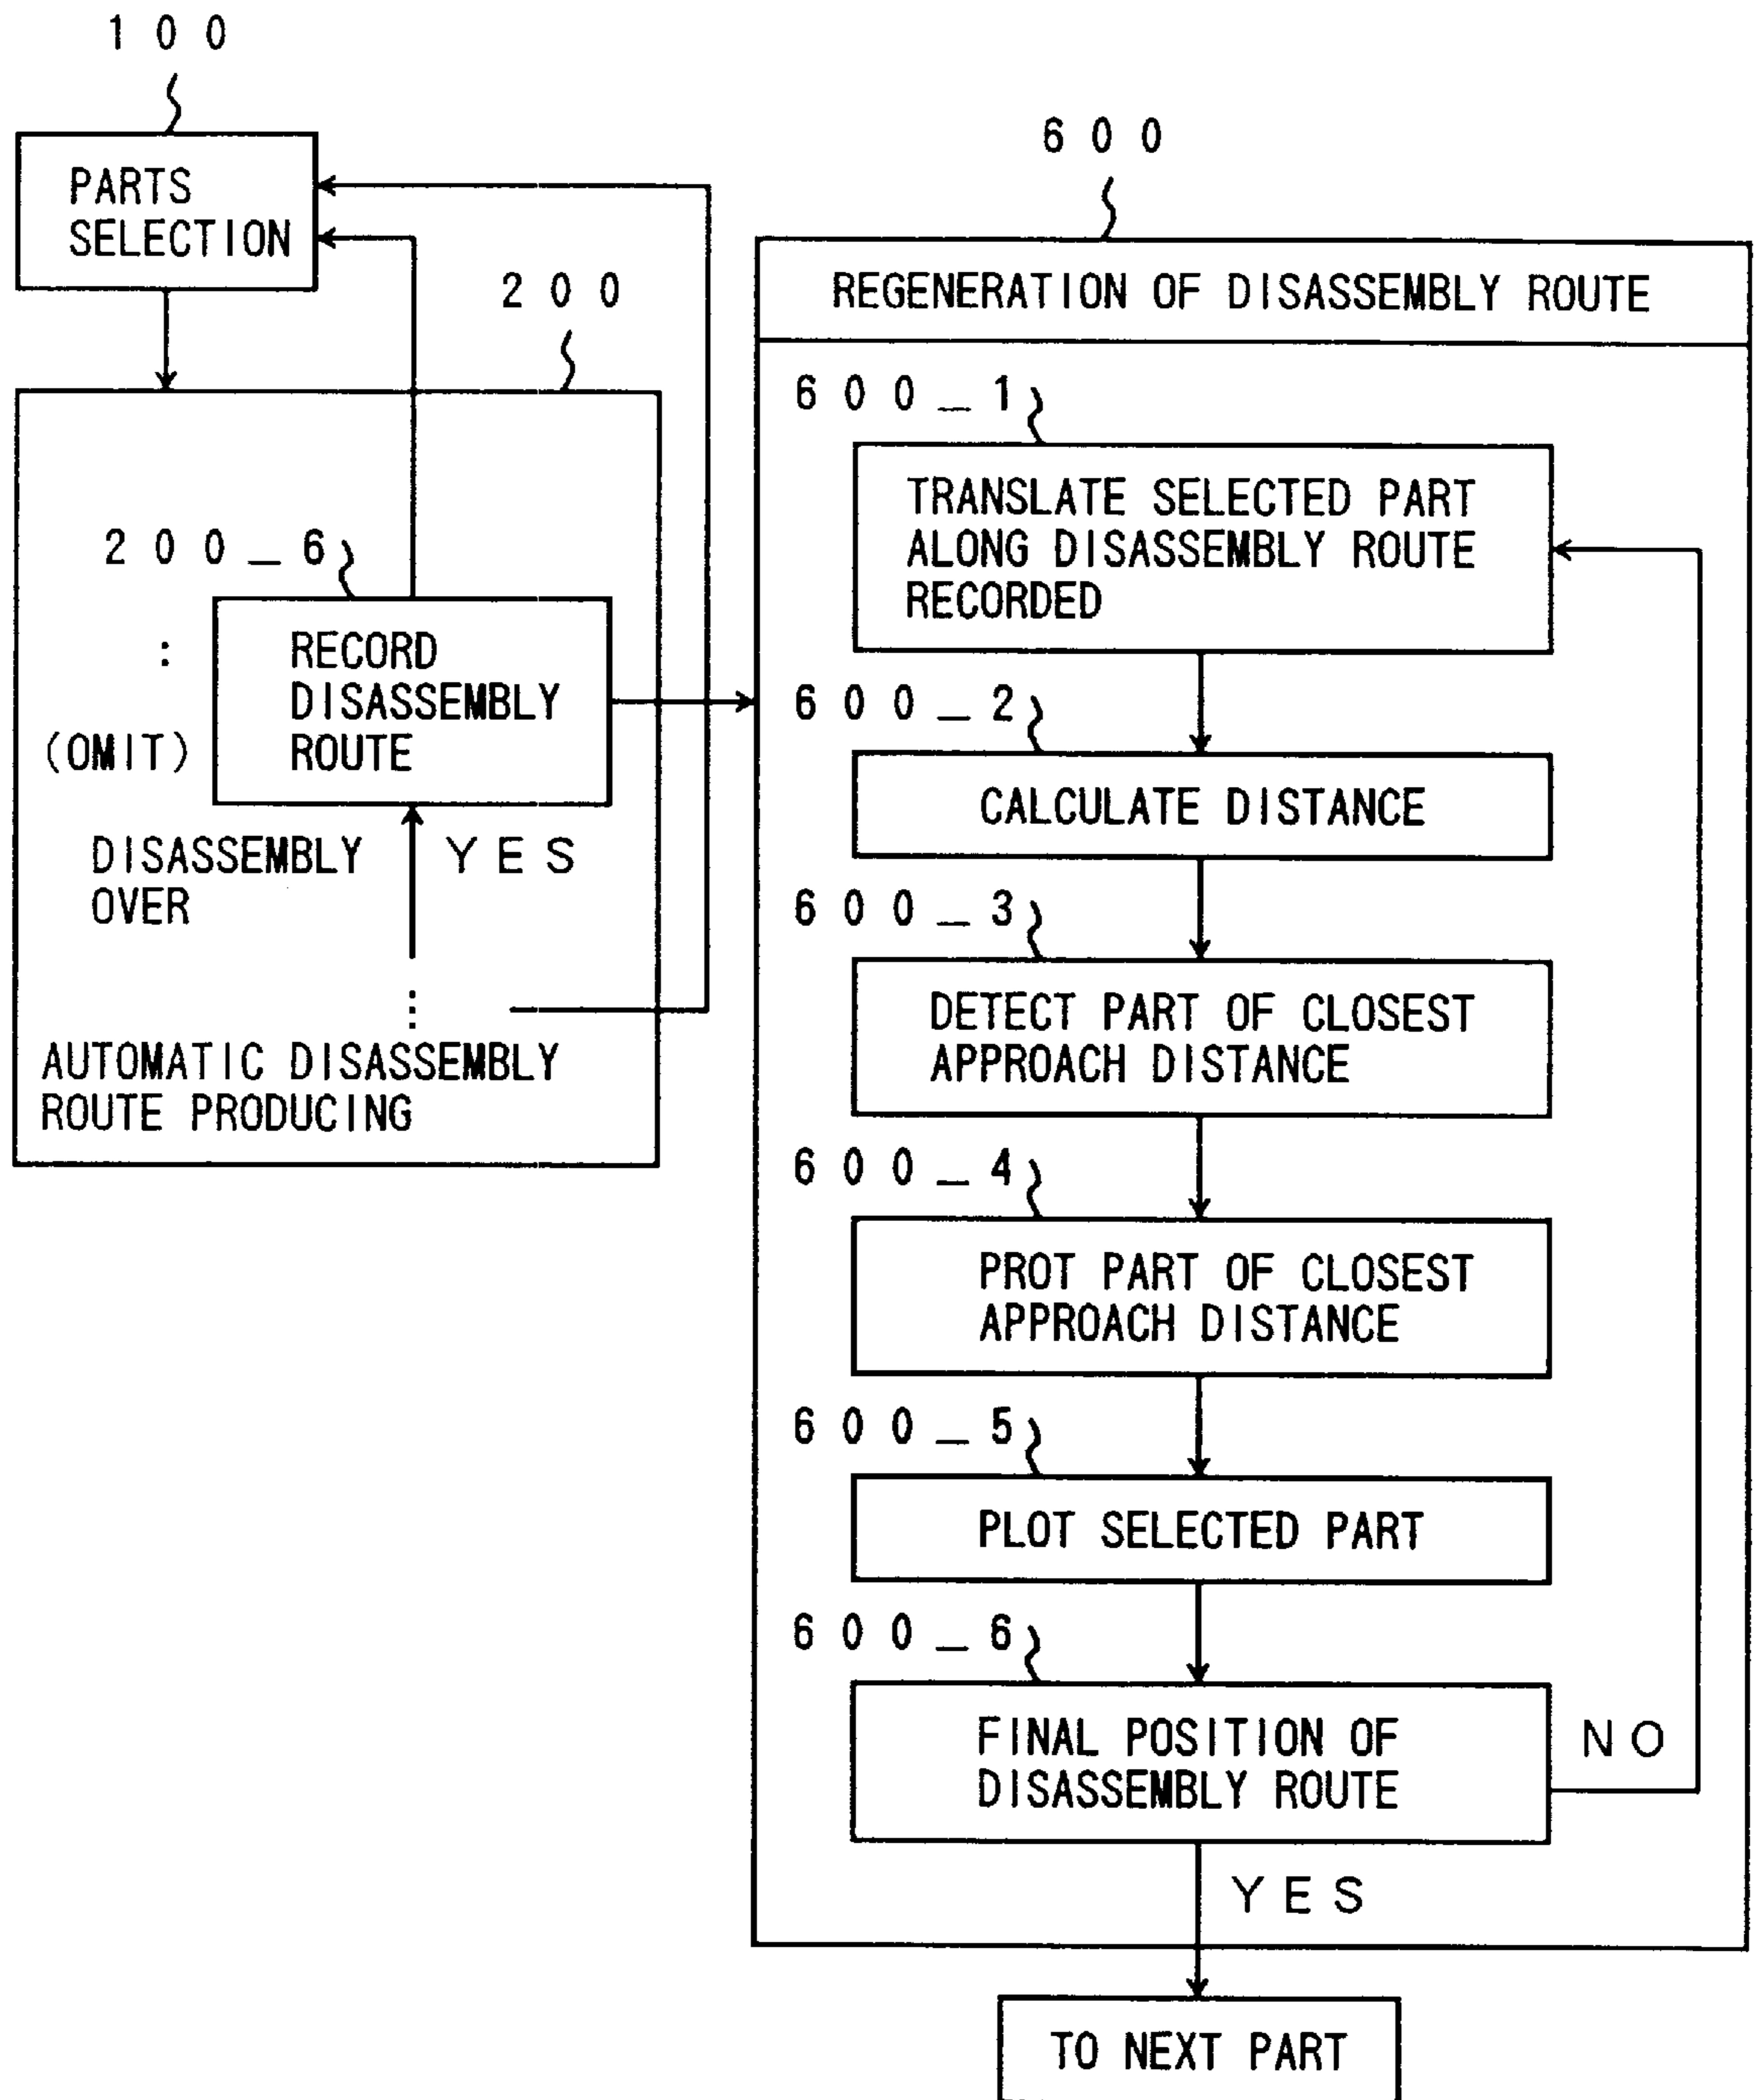 100
PARTS
SELECTION
200
200_6
:
RECORD
DISASSEMBLY
(OMIT)
ROUTE
DISASSEMBLY YES
OVER
⋮
AUTOMATIC DISASSEMBLY
ROUTE PRODUCING
600
REGENERATION OF DISASSEMBLY ROUTE
600_1
TRANSLATE SELECTED PART
ALONG DISASSEMBLY ROUTE
RECORDED
600_2
CALCULATE DISTANCE
600_3
DETECT PART OF CLOSEST
APPROACH DISTANCE
600_4
PROT PART OF CLOSEST
APPROACH DISTANCE
600_5
PLOT SELECTED PART
600_6
FINAL POSITION OF
DISASSEMBLY ROUTE
NO
YES
TO NEXT PART